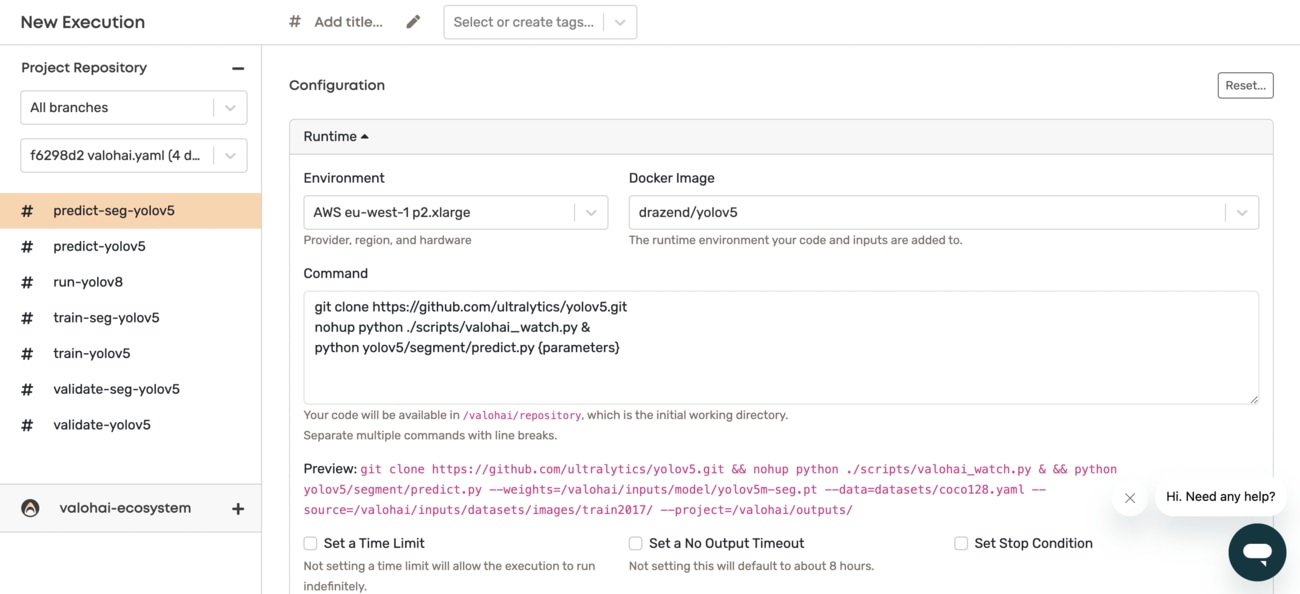 New Execution
# Add title...
Select or create tags...
Project Repository
All branches
f6298d2 valohai.yaml (4 d...
# predict-seg-yolov5
# predict-yolov5
# run-yolov8
# train-seg-yolov5
# train-yolov5
# validate-seg-yolov5
# validate-yolov5
valohai-ecosystem
Configuration
Reset...
Runtime
Environment
AWS eu-west-1 p2.xlarge
Provider, region, and hardware
Docker Image
drazend/yolov5
The runtime environment your code and inputs are added to.
Command
git clone https://github.com/ultralytics/yolov5.git
nohup python ./scripts/valohai_watch.py &
python yolov5/segment/predict.py {parameters}
Your code will be available in /valohai/repository, which is the initial working directory.
Separate multiple commands with line breaks.
Preview: git clone https://github.com/ultralytics/yolov5.git && nohup python ./scripts/valohai_watch.py & && python
yolov5/segment/predict.py --weights=/valohai/inputs/model/yolov5m-seg.pt --data=datasets/coco128.yaml --
source=/valohai/inputs/datasets/images/train2017/ --project=/valohai/outputs/
Set a Time Limit
Not setting a time limit will allow the execution to run
indefinitely.
Set a No Output Timeout
Not setting this will default to about 8 hours.
Set Stop Condition
Hi. Need any help?